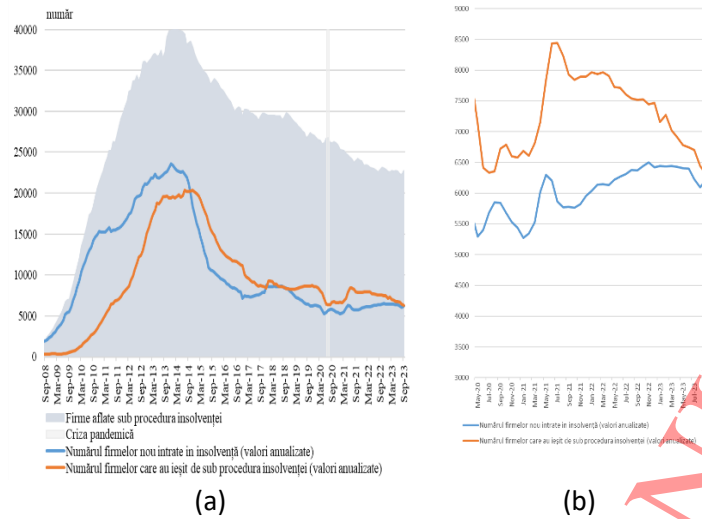 număr
40000
35000
30000
25000
20000
15000
10000
5000
0
Sep-08
Mar-09
Sep-09
Mar-10
Sep-10
Mar-11
Sep-11
Mar-12
Sep-12
Mar-13
Sep-13
Mar-14
Sep-14
Mar-15
Sep-15
Mar-16
Sep-16
Mar-17
Sep-17
Mar-18
Sep-18
Mar-19
Sep-19
Mar-20
Sep-20
Mar-21
Sep-21
Mar-22
Sep-22
Mar-23
Sep-23
Firme aflate sub procedura insolvenței
Criza pandemică
Numărul firmelor nou intrate in insolvență (valori anualizate)
Numărul firmelor care au ieșit de sub procedura insolvenței (valori anualizate)
(a)
9000
8500
8000
7500
7000
6500
6000
5500
5000
4500
4000
3500
3000
May-20
Jul-20
Sep-20
Nov-20
Jan-21
Mar-21
May-21
Jul-21
Sep-21
Nov-21
Jan-22
Mar-22
May-22
Jul-22
Sep-22
Nov-22
Jan-23
Mar-23
May-23
Jul-23
Numărul firmelor nou intrate in insolvență (valori anualizate)
Numărul firmelor care au ieșit de sub procedura insolvenței (valori anualizate)
(b)